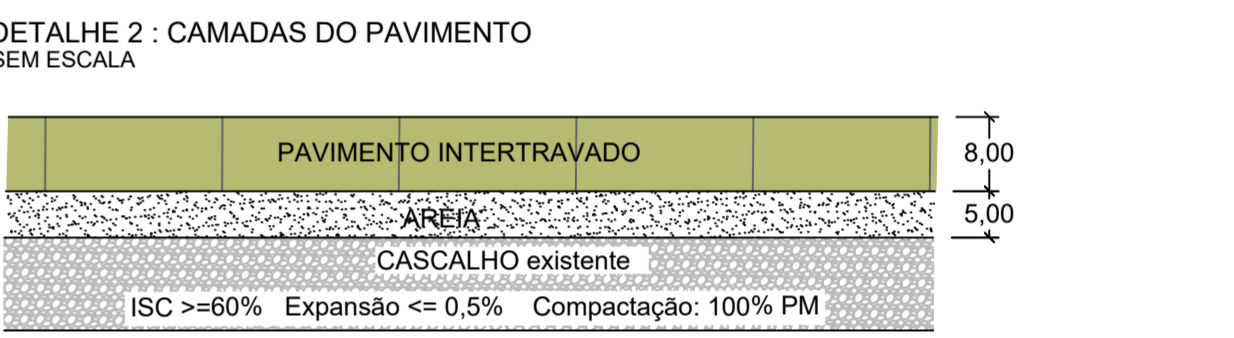 DETALHE 2 : CAMADAS DO PAVIMENTO
SEM ESCALA
PAVIMENTO INTERTRAVADO
8,00
AREIA
5,00
CASCALHO existente
ISC >=60% Expansão <= 0,5% Compactação: 100% PM